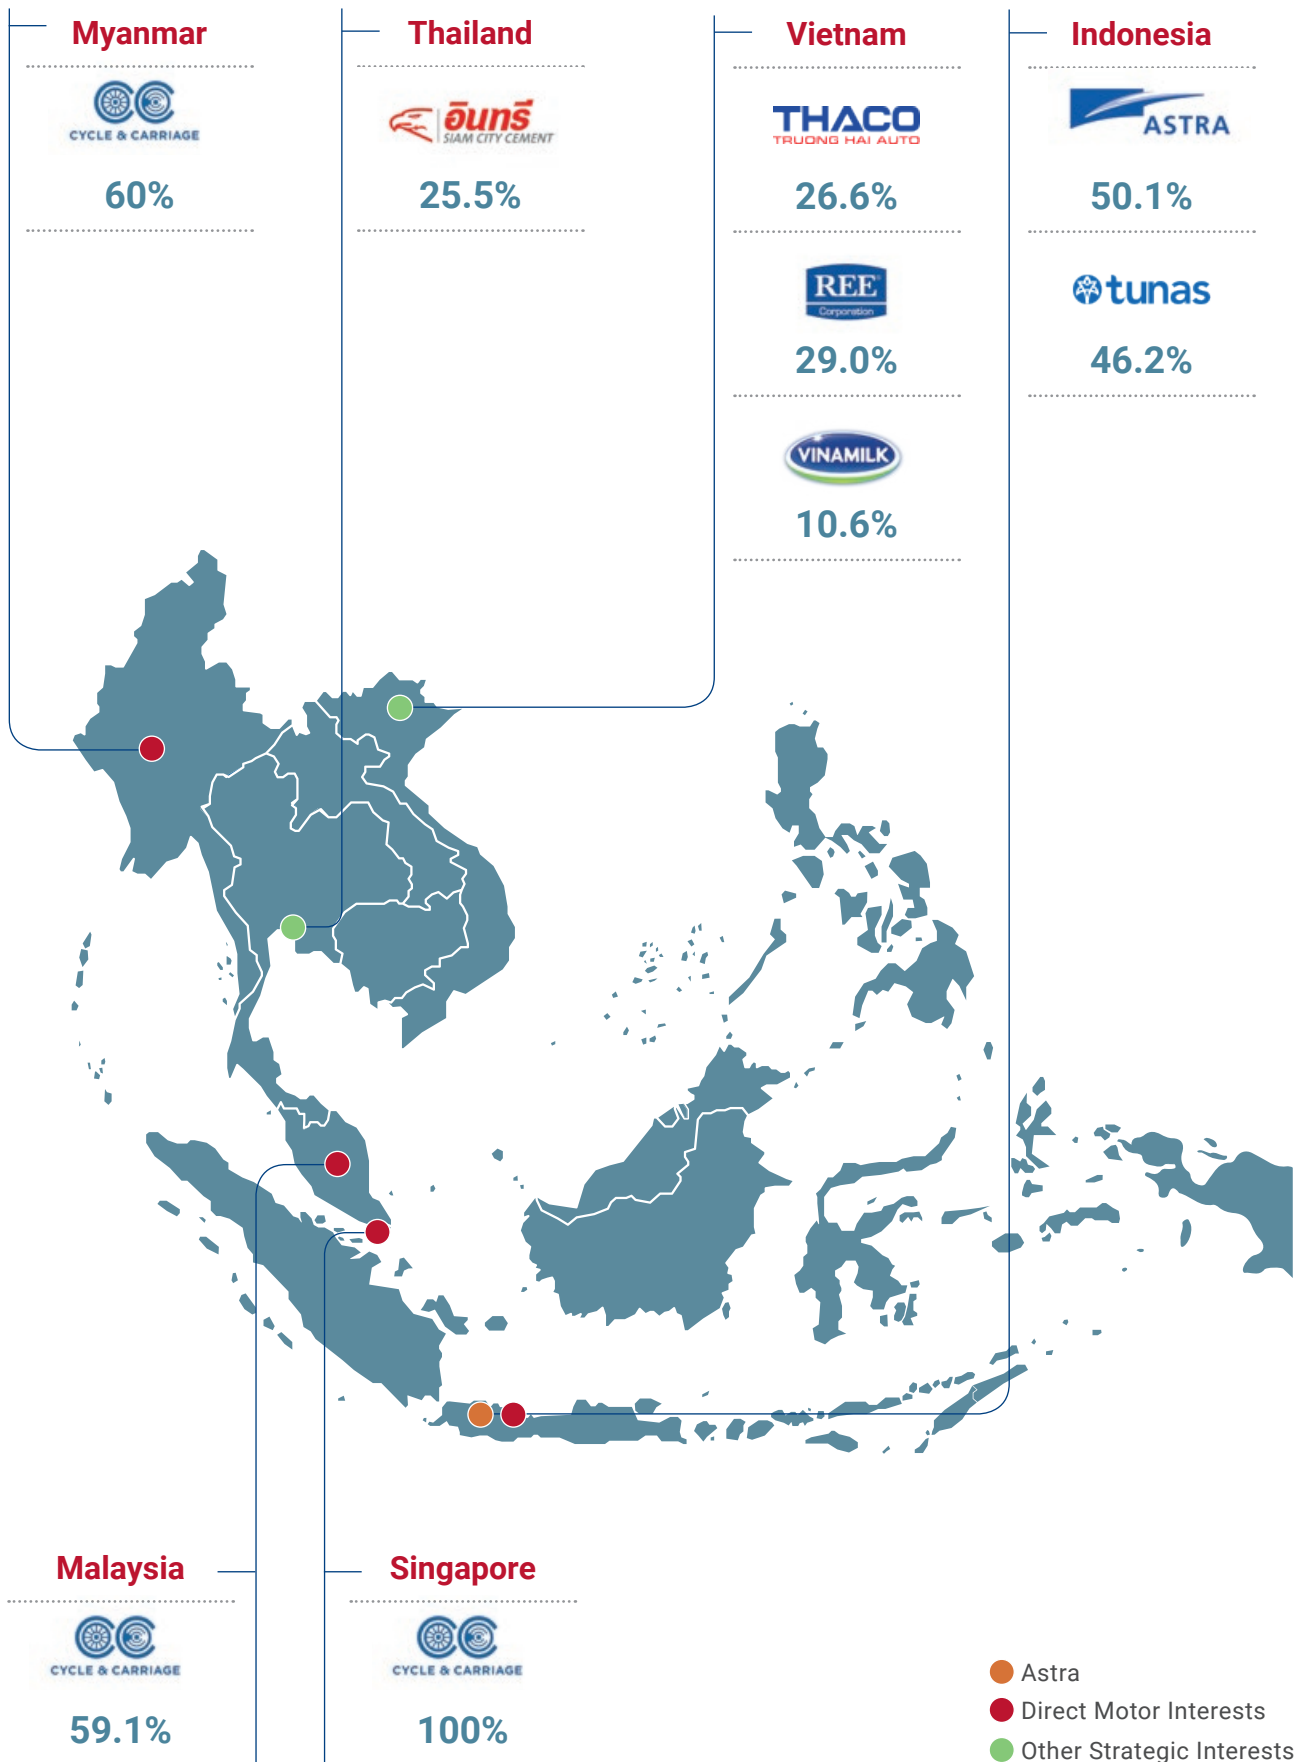 Myanmar
CYCLE & CARRIAGE
60%
Thailand
อินทรี
SIAM CITY CEMENT
25.5%
Vietnam
THACO
TRUONG HAI AUTO
26.6%
REE
Corporation
29.0%
VINAMILK
10.6%
Indonesia
ASTRA
50.1%
tunas
46.2%
Malaysia
CYCLE & CARRIAGE
59.1%
Singapore
CYCLE & CARRIAGE
100%
Astra
Direct Motor Interests
Other Strategic Interests